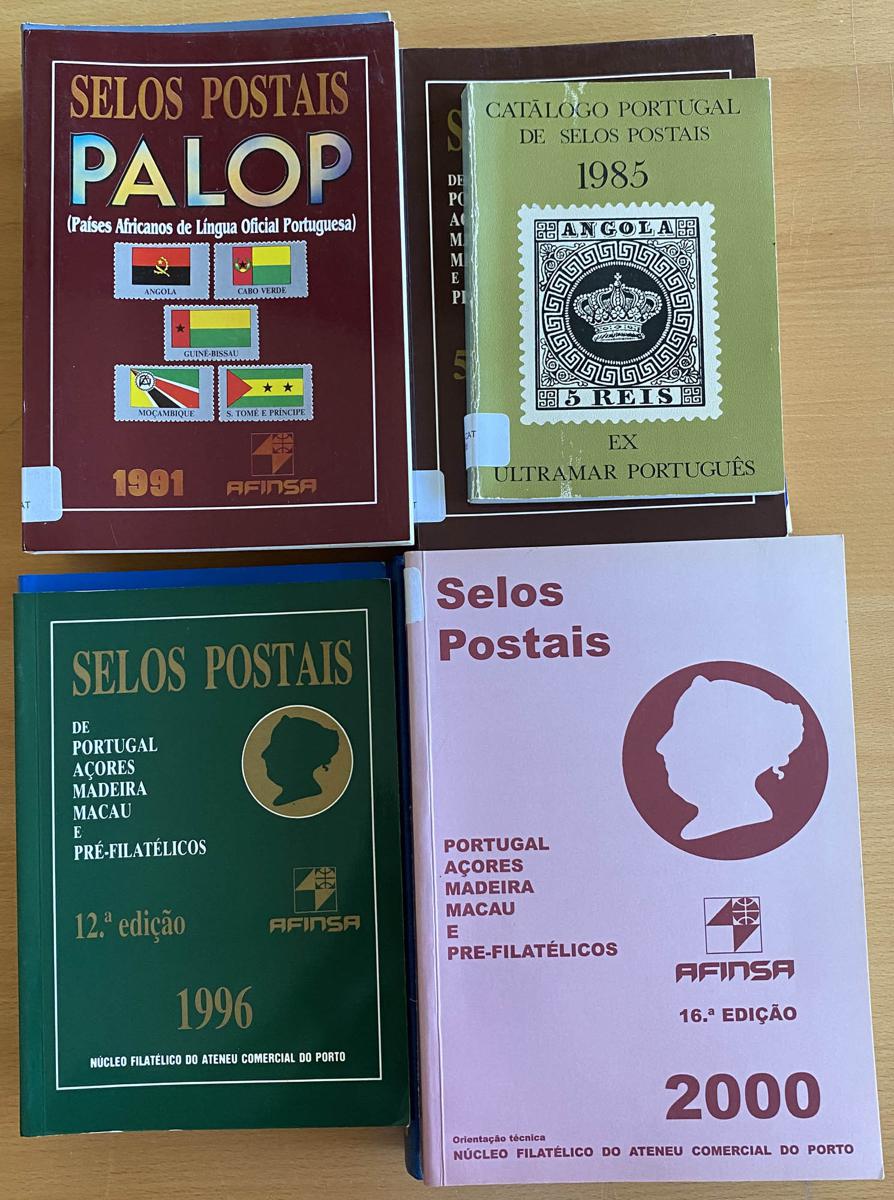 SELOS POSTAIS
PALOP
(Países Africanos de Língua Oficial Portuguesa)
ANGOLA
CABO VERDE
GUINÉ-BISSAU
MOÇAMBIQUE
S. TOMÉ E PRÍNCIPE
1991
AFINSA
CATÁLOGO PORTUGAL
DE SELOS POSTAIS
1985
ANGOLA
5 REIS
EX
ULTRAMAR PORTUGUÊS
DE
E
SELOS POSTAIS
DE
PORTUGAL
AÇORES
MADEIRA
MACAU
E
PRÉ-FILATÉLICOS
12.ª edição
AFINSA
1996
NÚCLEO FILATÉLICO DO ATENEU COMERCIAL DO PORTO
Selos
Postais
PORTUGAL
AÇORES
MADEIRA
MACAU
E
PRE-FILATÉLICOS
AFINSA
16.ª EDIÇÃO
2000
Orientação técnica
NÚCLEO FILATÉLICO DO ATENEU COMERCIAL DO PORTO